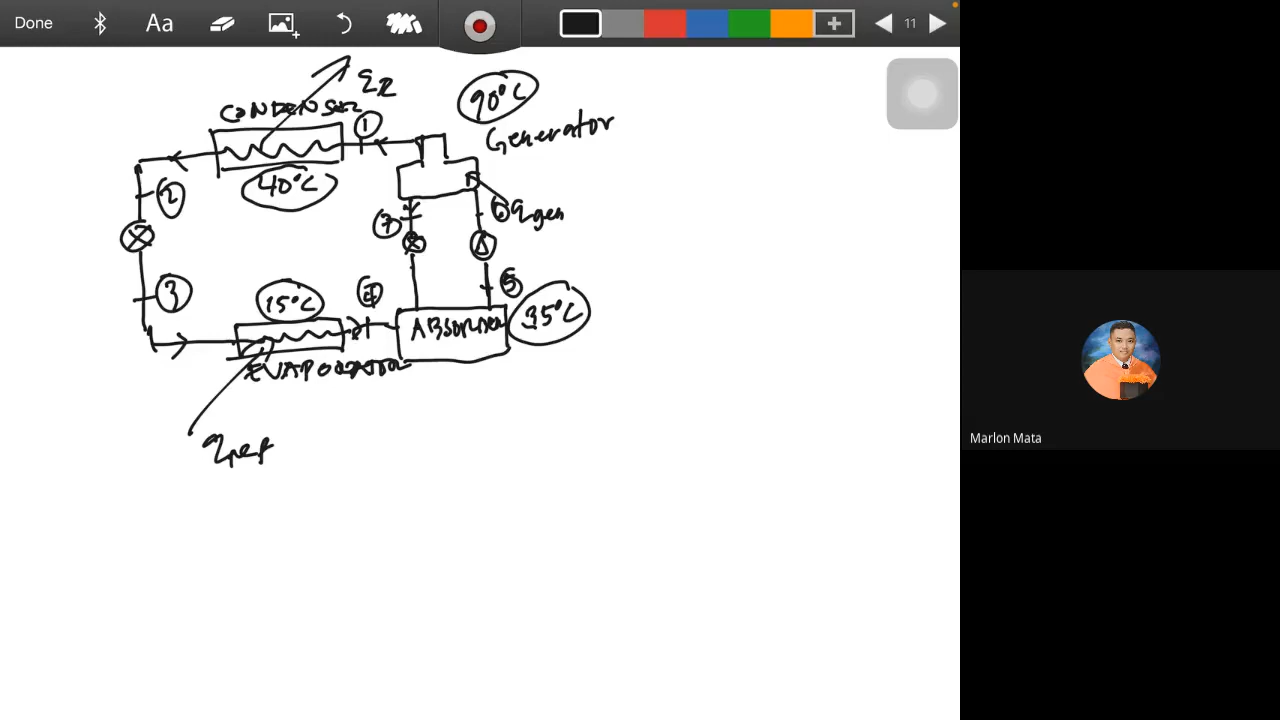 Done
Aa
11
qR
CONDENSER
90°C
Generator
1
40°C
2
7
6
qgen
3
15°C
4
5
35°C
ABSORBER
EVAPORATOR
qref
Marlon Mata